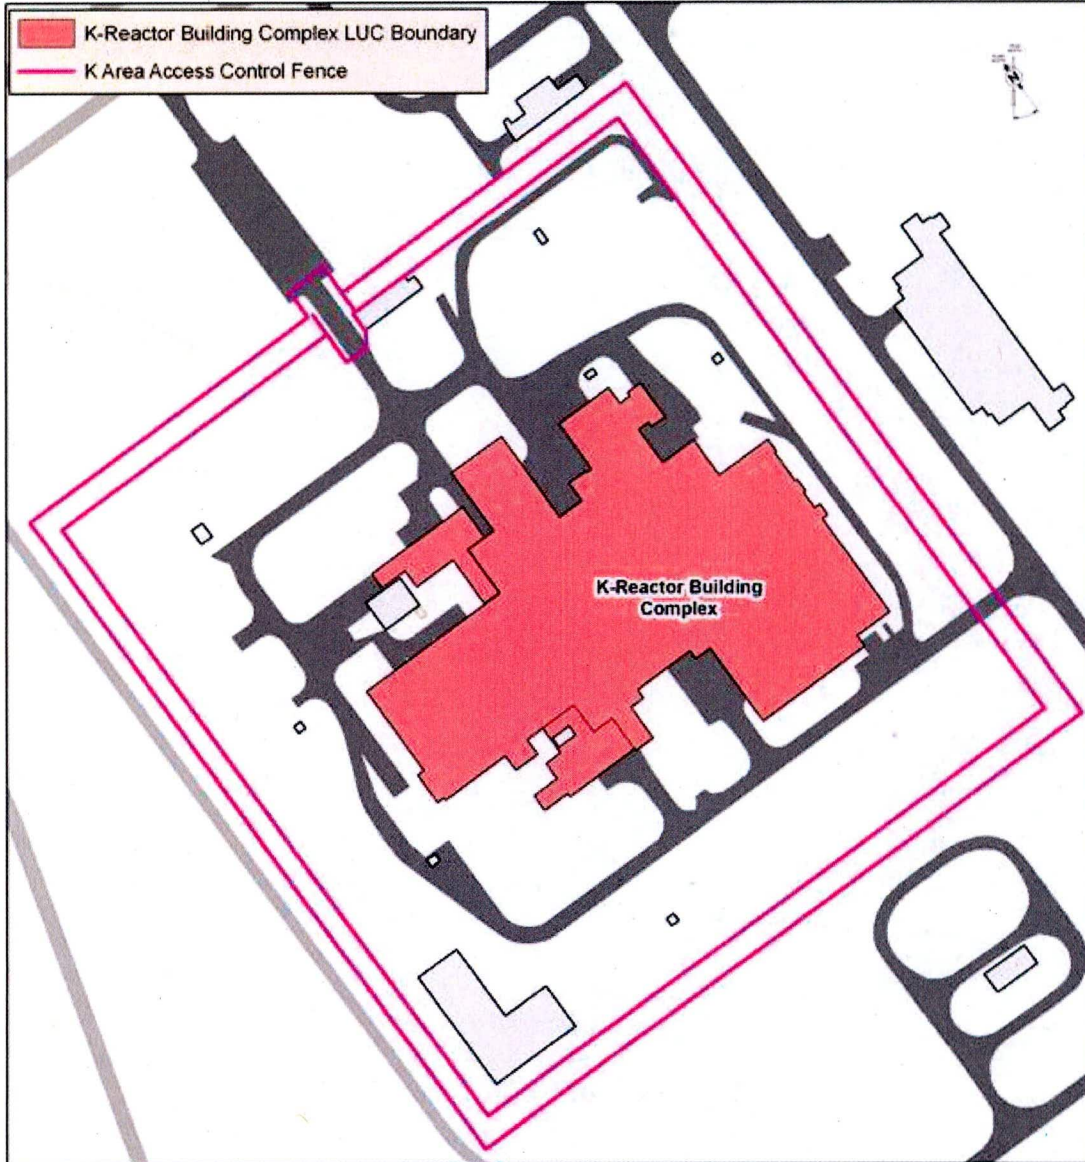 K-Reactor Building Complex LUC Boundary
K Area Access Control Fence
K-Reactor Building
Complex